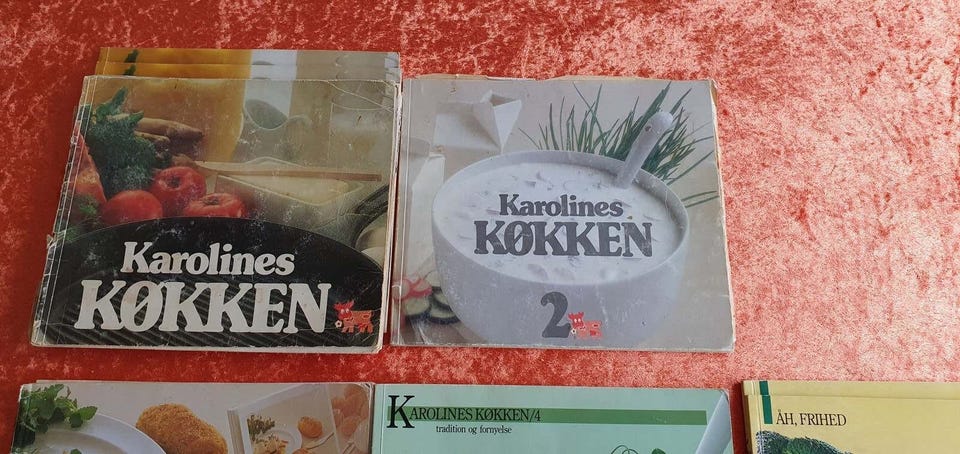 Karolines
KØKKEN
Karolines
KØKKEN
2
KAROLINES KØKKEN/4
tradition og fornyelse
ÅH, FRIHED